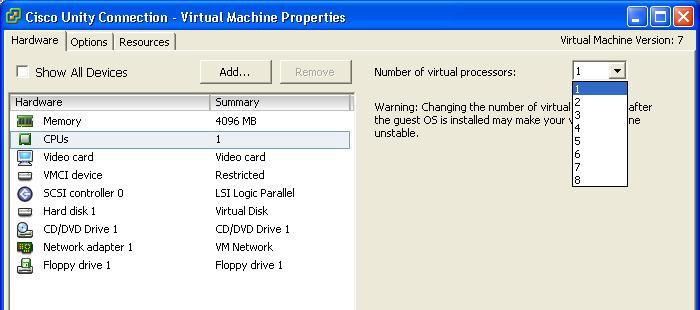 Cisco Unity Connection - Virtual Machine Properties
Hardware Options Resources
Virtual Machine Version: 7
Show All Devices
Add...
Remove
Hardware Summary
Memory 4096 MB
CPUs 1
Video card Video card
VMCI device Restricted
SCSI controller 0 LSI Logic Parallel
Hard disk 1 Virtual Disk
CD/DVD Drive 1 CD/DVD Drive 1
Network adapter 1 VM Network
Floppy drive 1 Floppy drive 1
Number of virtual processors: 1
1
2
3
4
5
6
7
8
Warning: Changing the number of virtual after
the guest OS is installed may make your v ne
unstable.